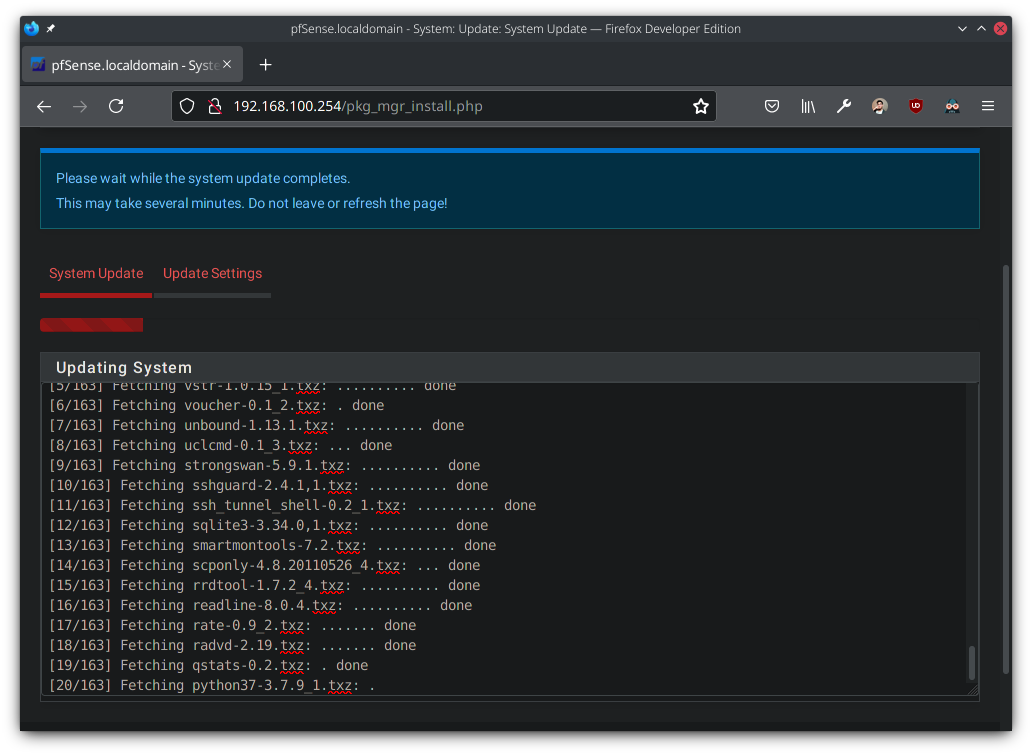 pfSense.localdomain - System: Update: System Update — Firefox Developer Edition
pfSense.localdomain - Syste
192.168.100.254/pkg_mgr_install.php
Please wait while the system update completes.
This may take several minutes. Do not leave or refresh the page!
System Update Update Settings
Updating System
[5/163] Fetching vstr-1.0.15_1.txz: .......... done
[6/163] Fetching voucher-0.1_2.txz: . done
[7/163] Fetching unbound-1.13.1.txz: .......... done
[8/163] Fetching uclcmd-0.1_3.txz: ... done
[9/163] Fetching strongswan-5.9.1.txz: .......... done
[10/163] Fetching sshguard-2.4.1,1.txz: .......... done
[11/163] Fetching ssh_tunnel_shell-0.2_1.txz: .......... done
[12/163] Fetching sqlite3-3.34.0,1.txz: .......... done
[13/163] Fetching smartmontools-7.2.txz: .......... done
[14/163] Fetching scponly-4.8.20110526_4.txz: ... done
[15/163] Fetching rrdtool-1.7.2_4.txz: .......... done
[16/163] Fetching readline-8.0.4.txz: .......... done
[17/163] Fetching rate-0.9_2.txz: ....... done
[18/163] Fetching radvd-2.19.txz: ....... done
[19/163] Fetching qstats-0.2.txz: . done
[20/163] Fetching python37-3.7.9_1.txz: .